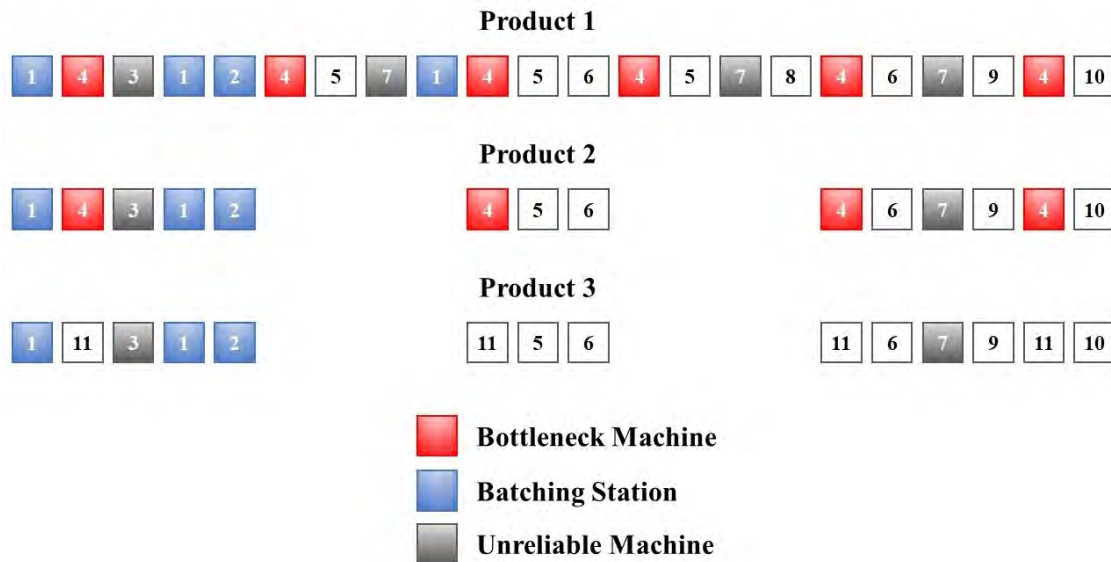 Product 1
1 4 3 1 2 4 5 7 1 4 5 6 4 5 7 8 4 6 7 9 4 10
Product 2
1 4 3 1 2 4 5 6 4 6 7 9 4 10
Product 3
1 11 3 1 2 11 5 6 11 6 7 9 11 10
Bottleneck Machine
Batching Station
Unreliable Machine